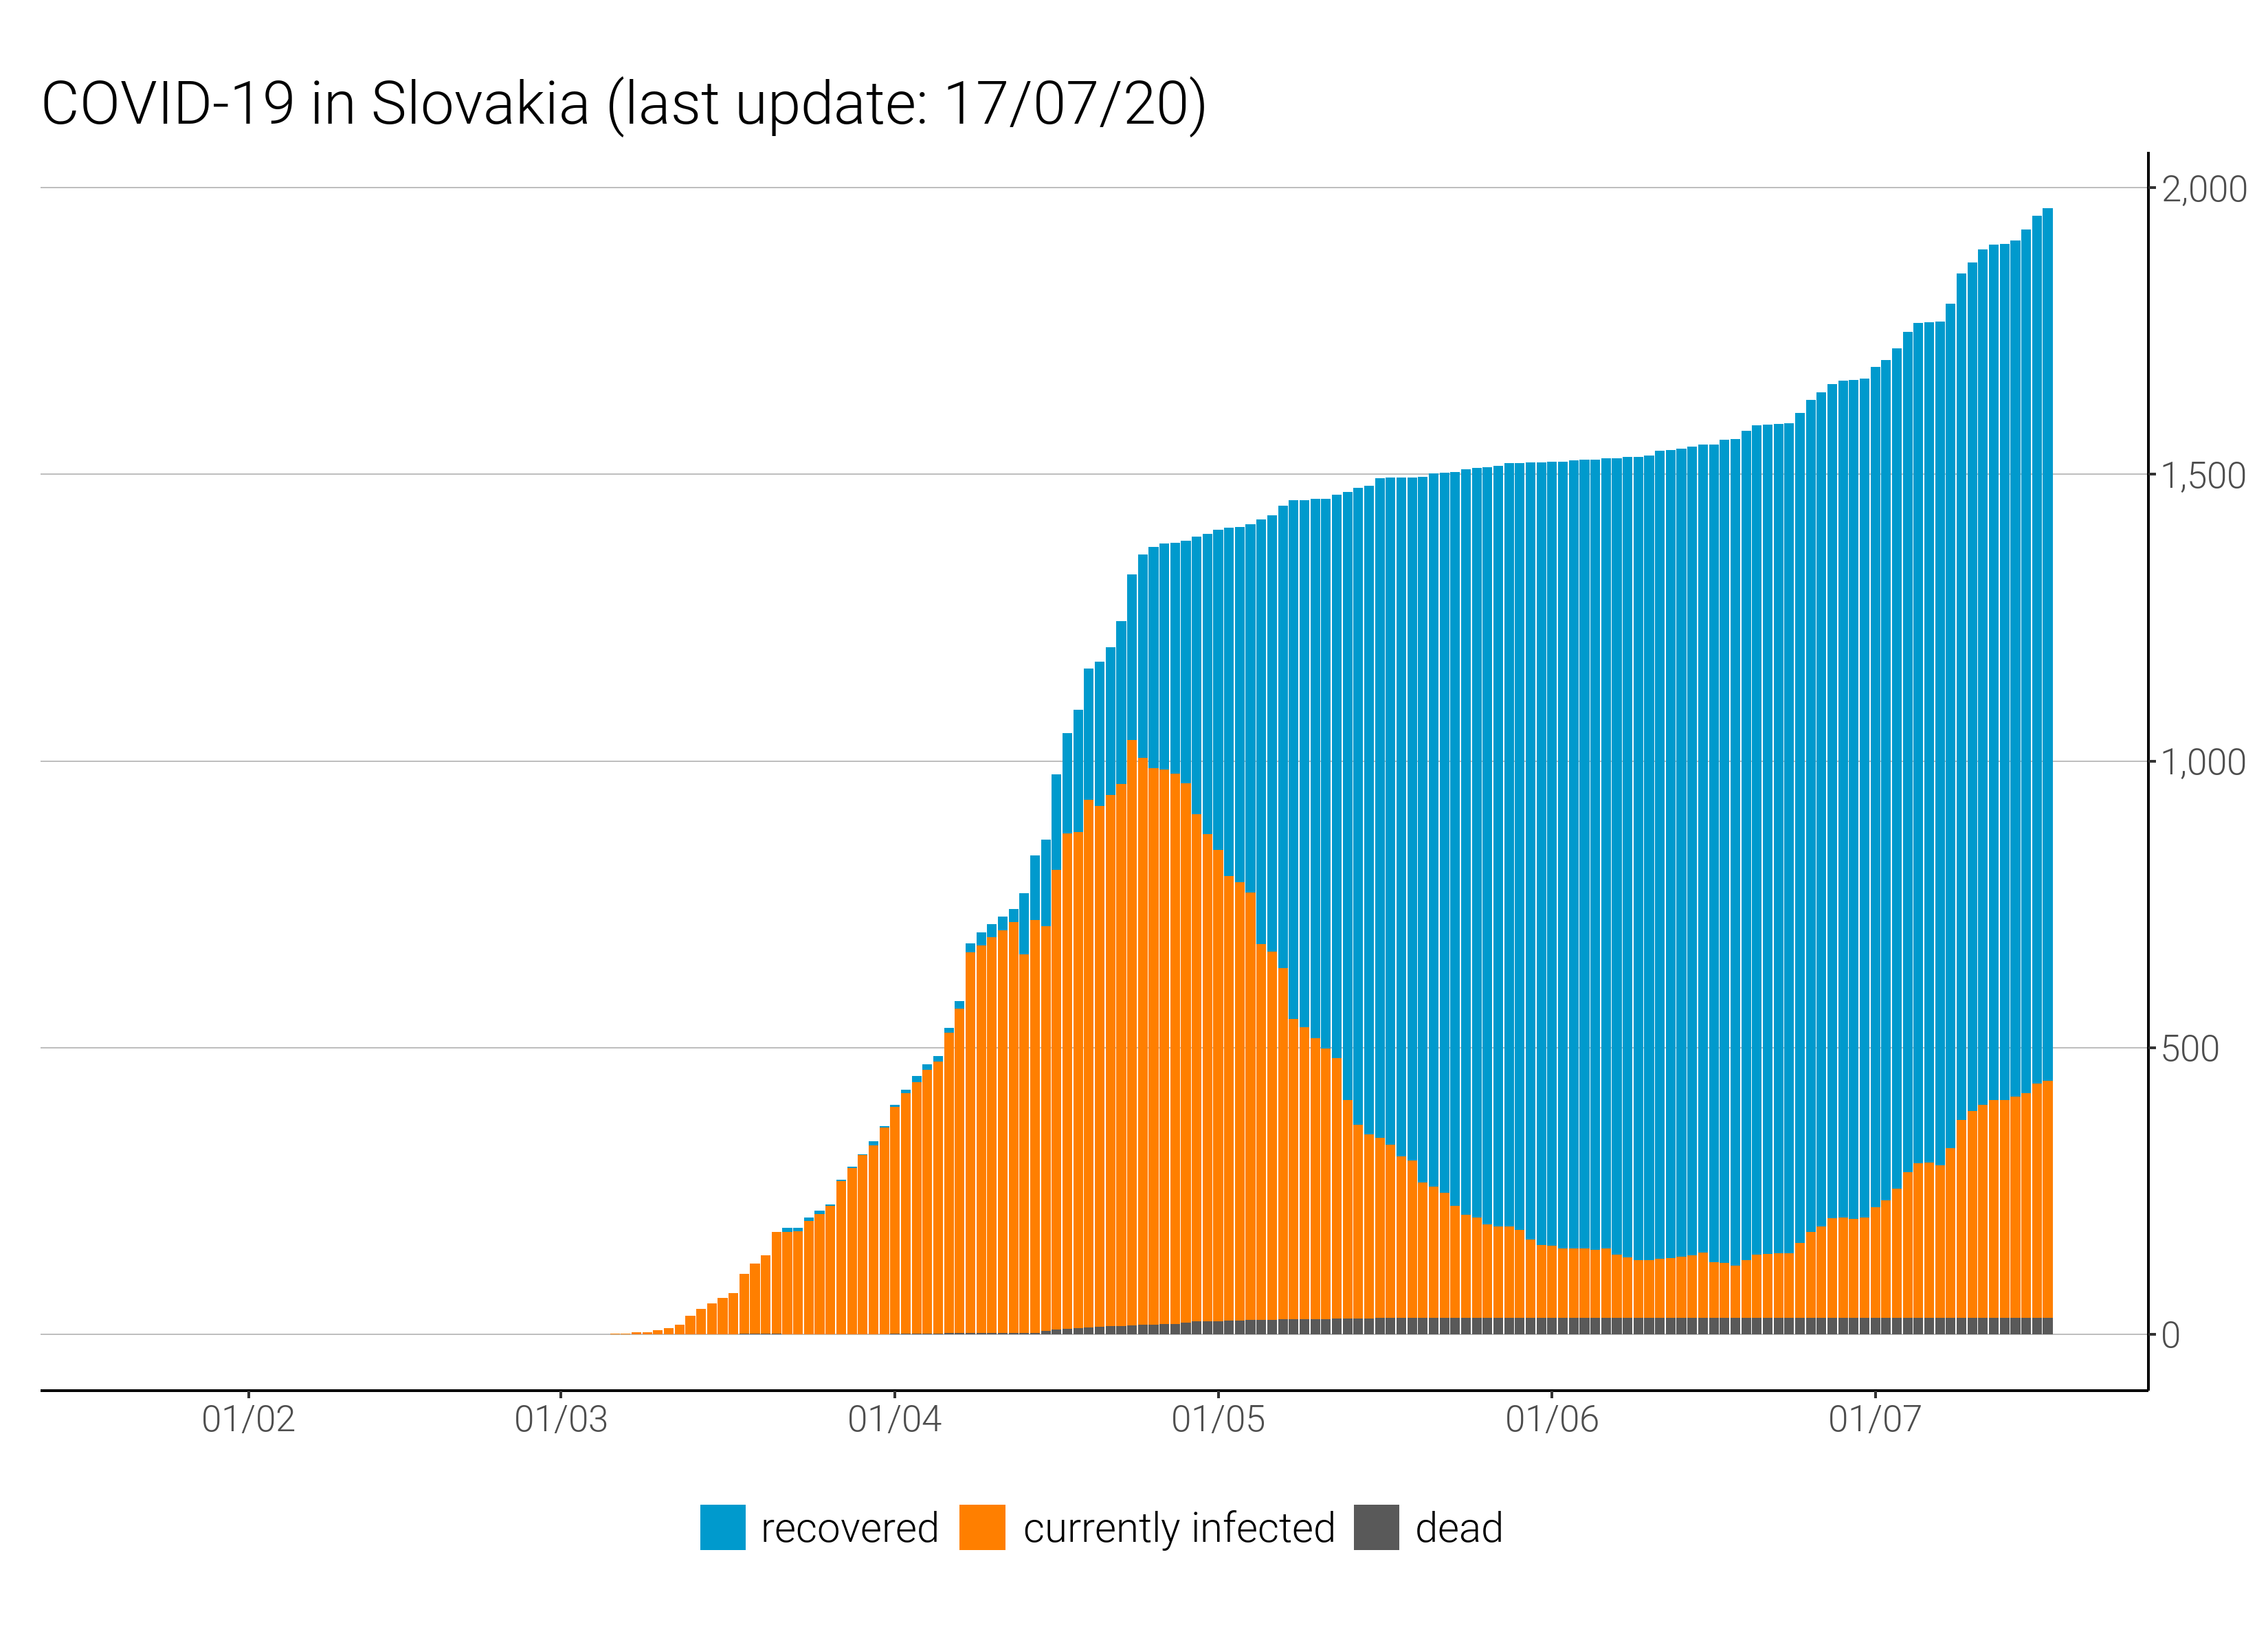 COVID-19 in Slovakia (last update: 17/07/20)
2,000
1,500
1,000
500
0
01/02 01/03 01/04 01/05 01/06 01/07
recovered currently infected dead